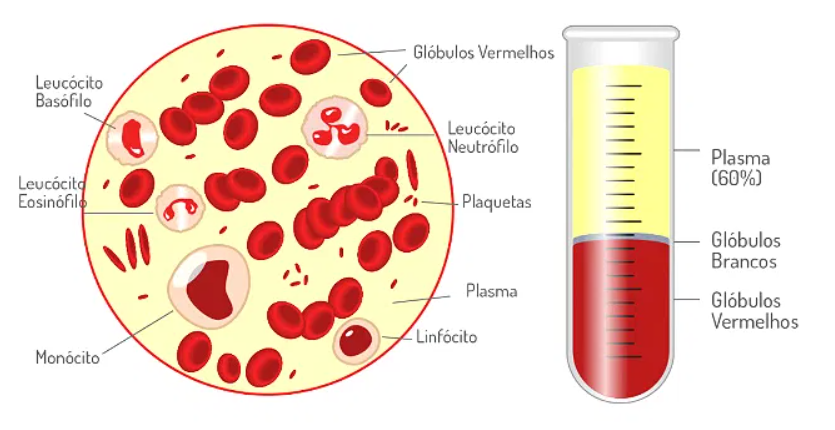 Glóbulos Vermelhos
Leucócito
Basófilo
Leucócito
Neutrófilo
Leucócito
Eosinófilo
Plaquetas
Plasma
Linfócito
Monócito
Plasma
(60%)
Glóbulos
Brancos
Glóbulos
Vermelhos